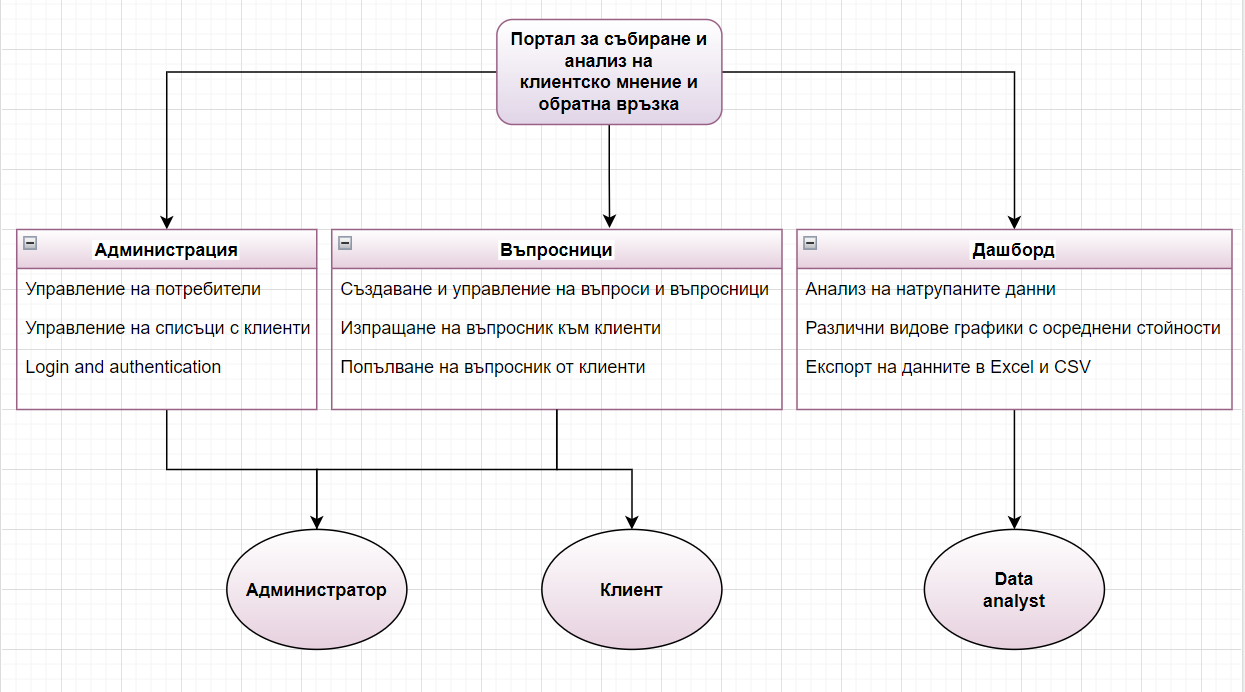 Портал за събиране и
анализ на
клиентско мнение и
обратна връзка
Администрация
Управление на потребители
Управление на списъци с клиенти
Login and authentication
Въпросници
Създаване и управление на въпроси и въпросници
Изпращане на въпросник към клиенти
Попълване на въпросник от клиенти
Дашборд
Анализ на натрупаните данни
Различни видове графики с осреднени стойности
Експорт на данните в Excel и CSV
Администратор
Клиент
Data
analyst